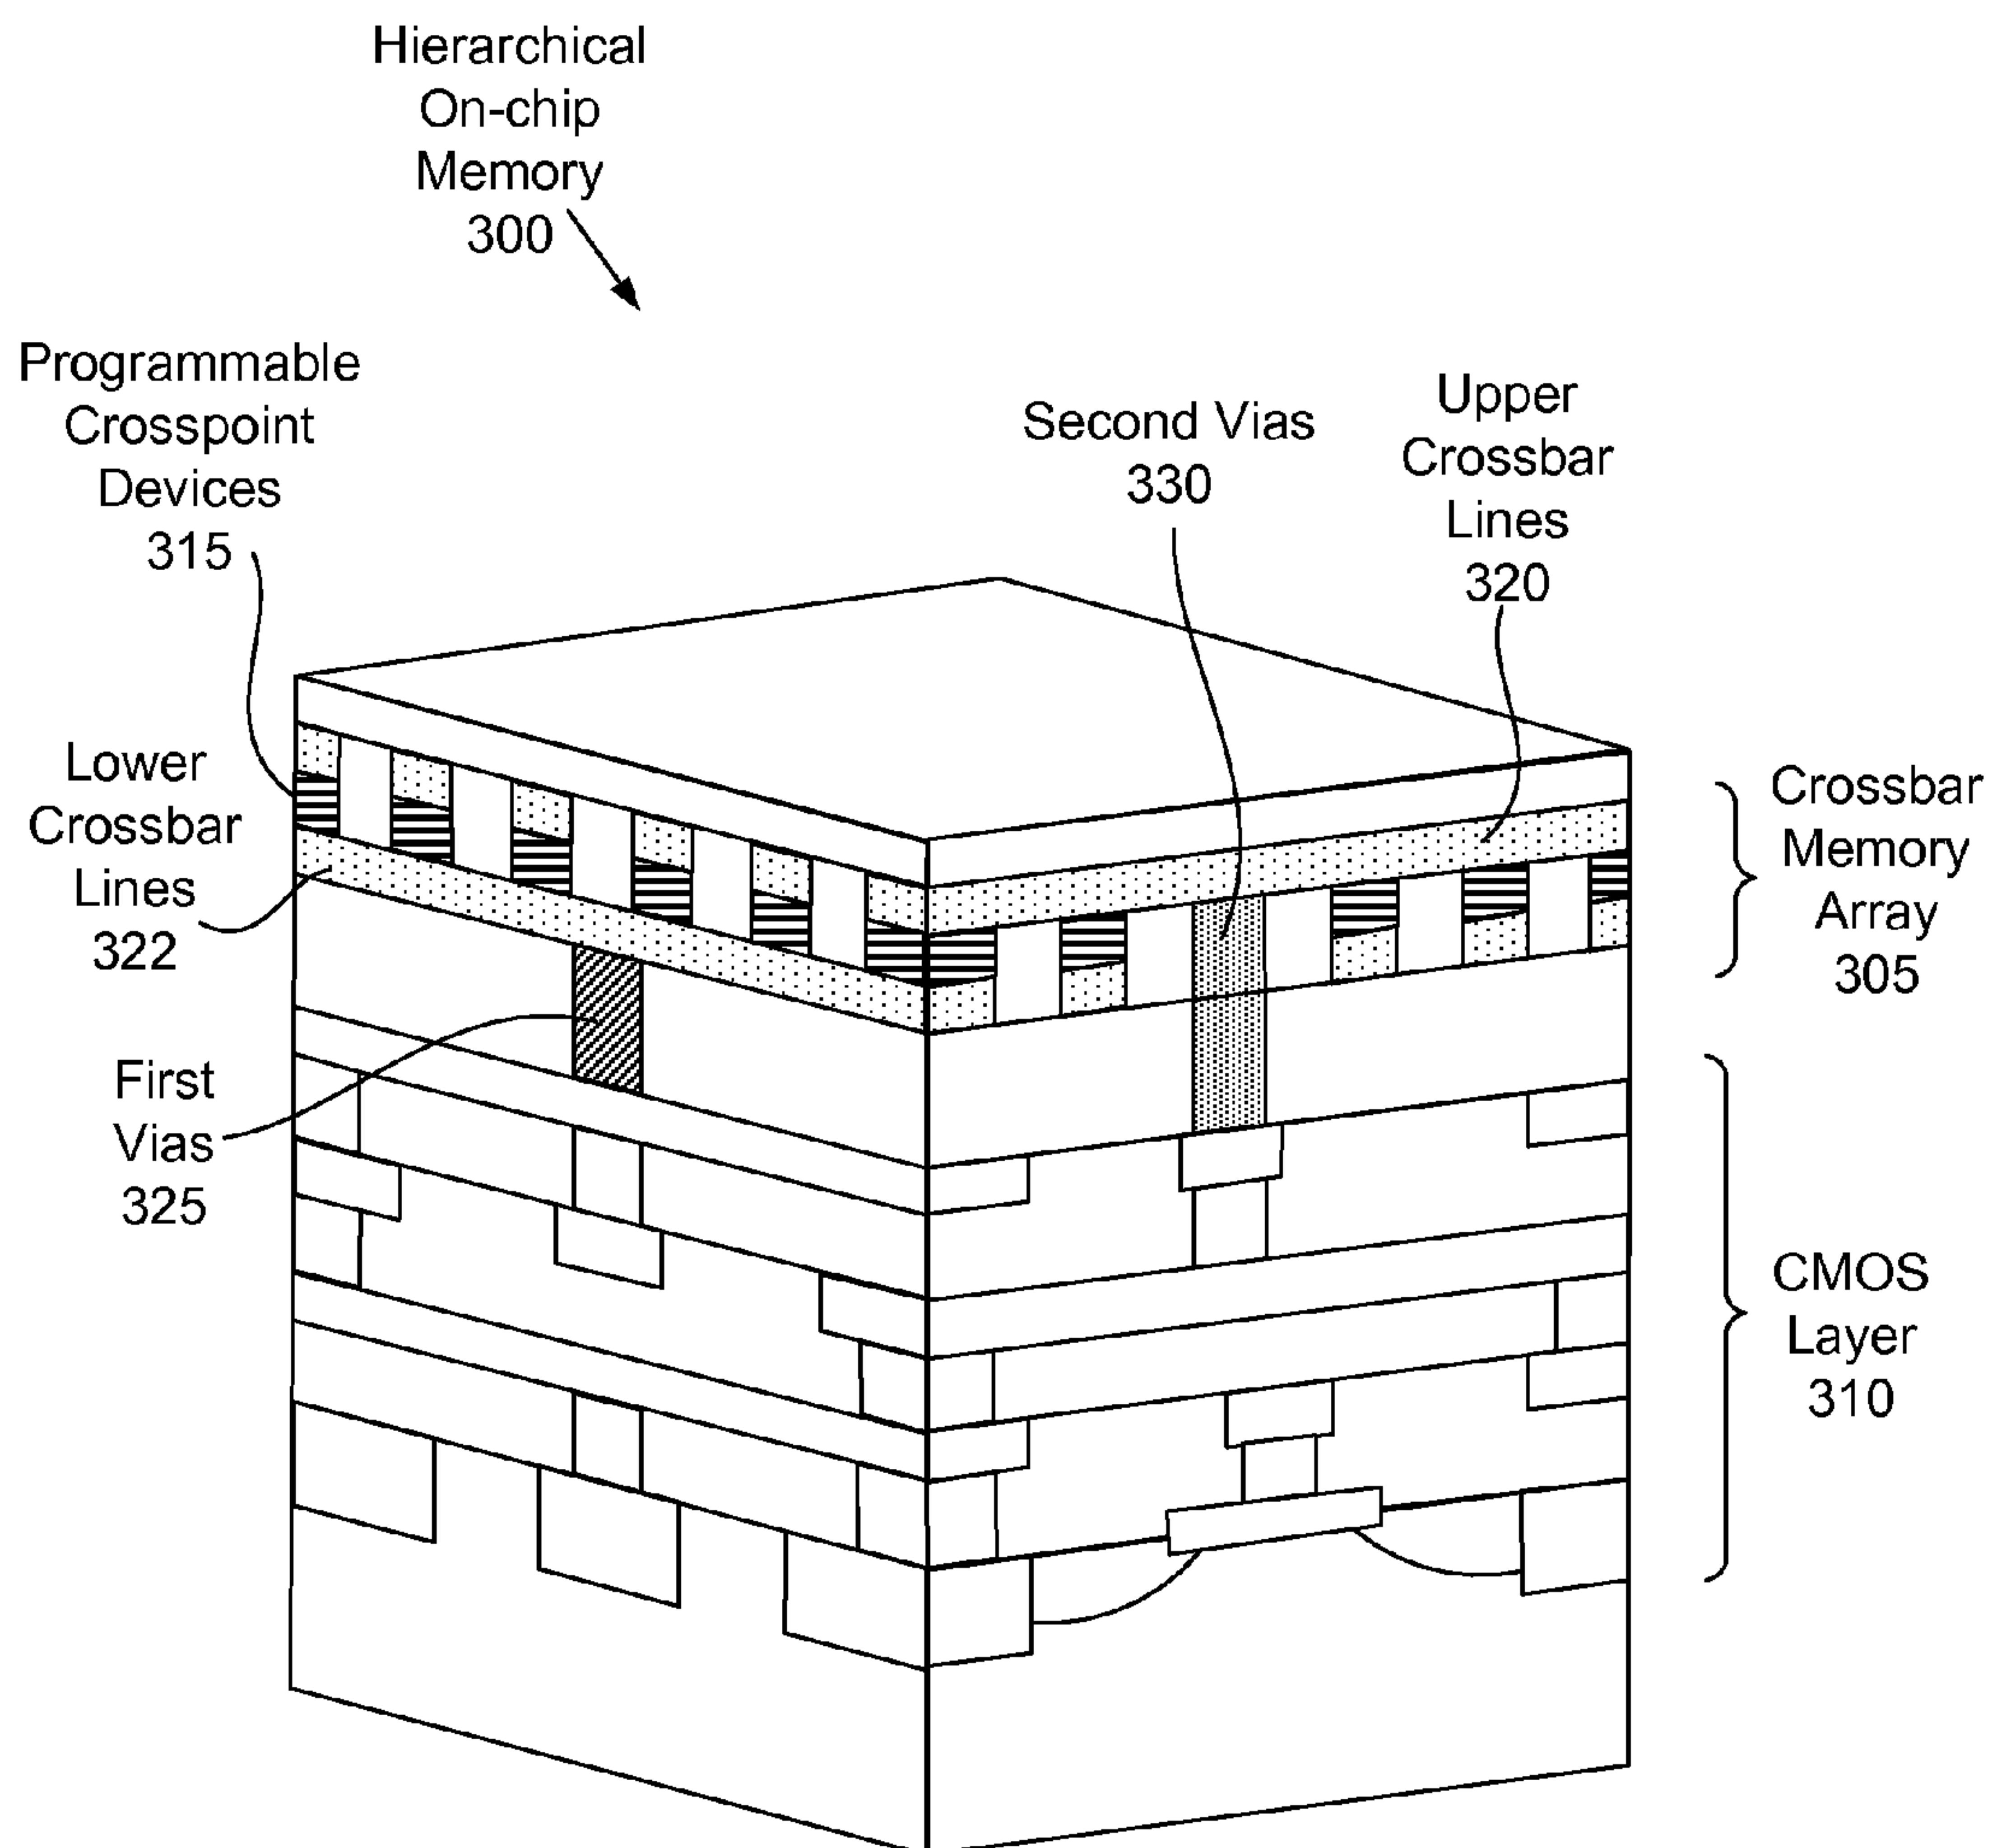 Hierarchical
On-chip
Memory
300
Programmable
Crosspoint
Devices
315
Second Vias
330
Upper
Crossbar
Lines
320
Lower
Crossbar
Lines
322
Crossbar
Memory
Array
305
First
Vias
325
CMOS
Layer
310